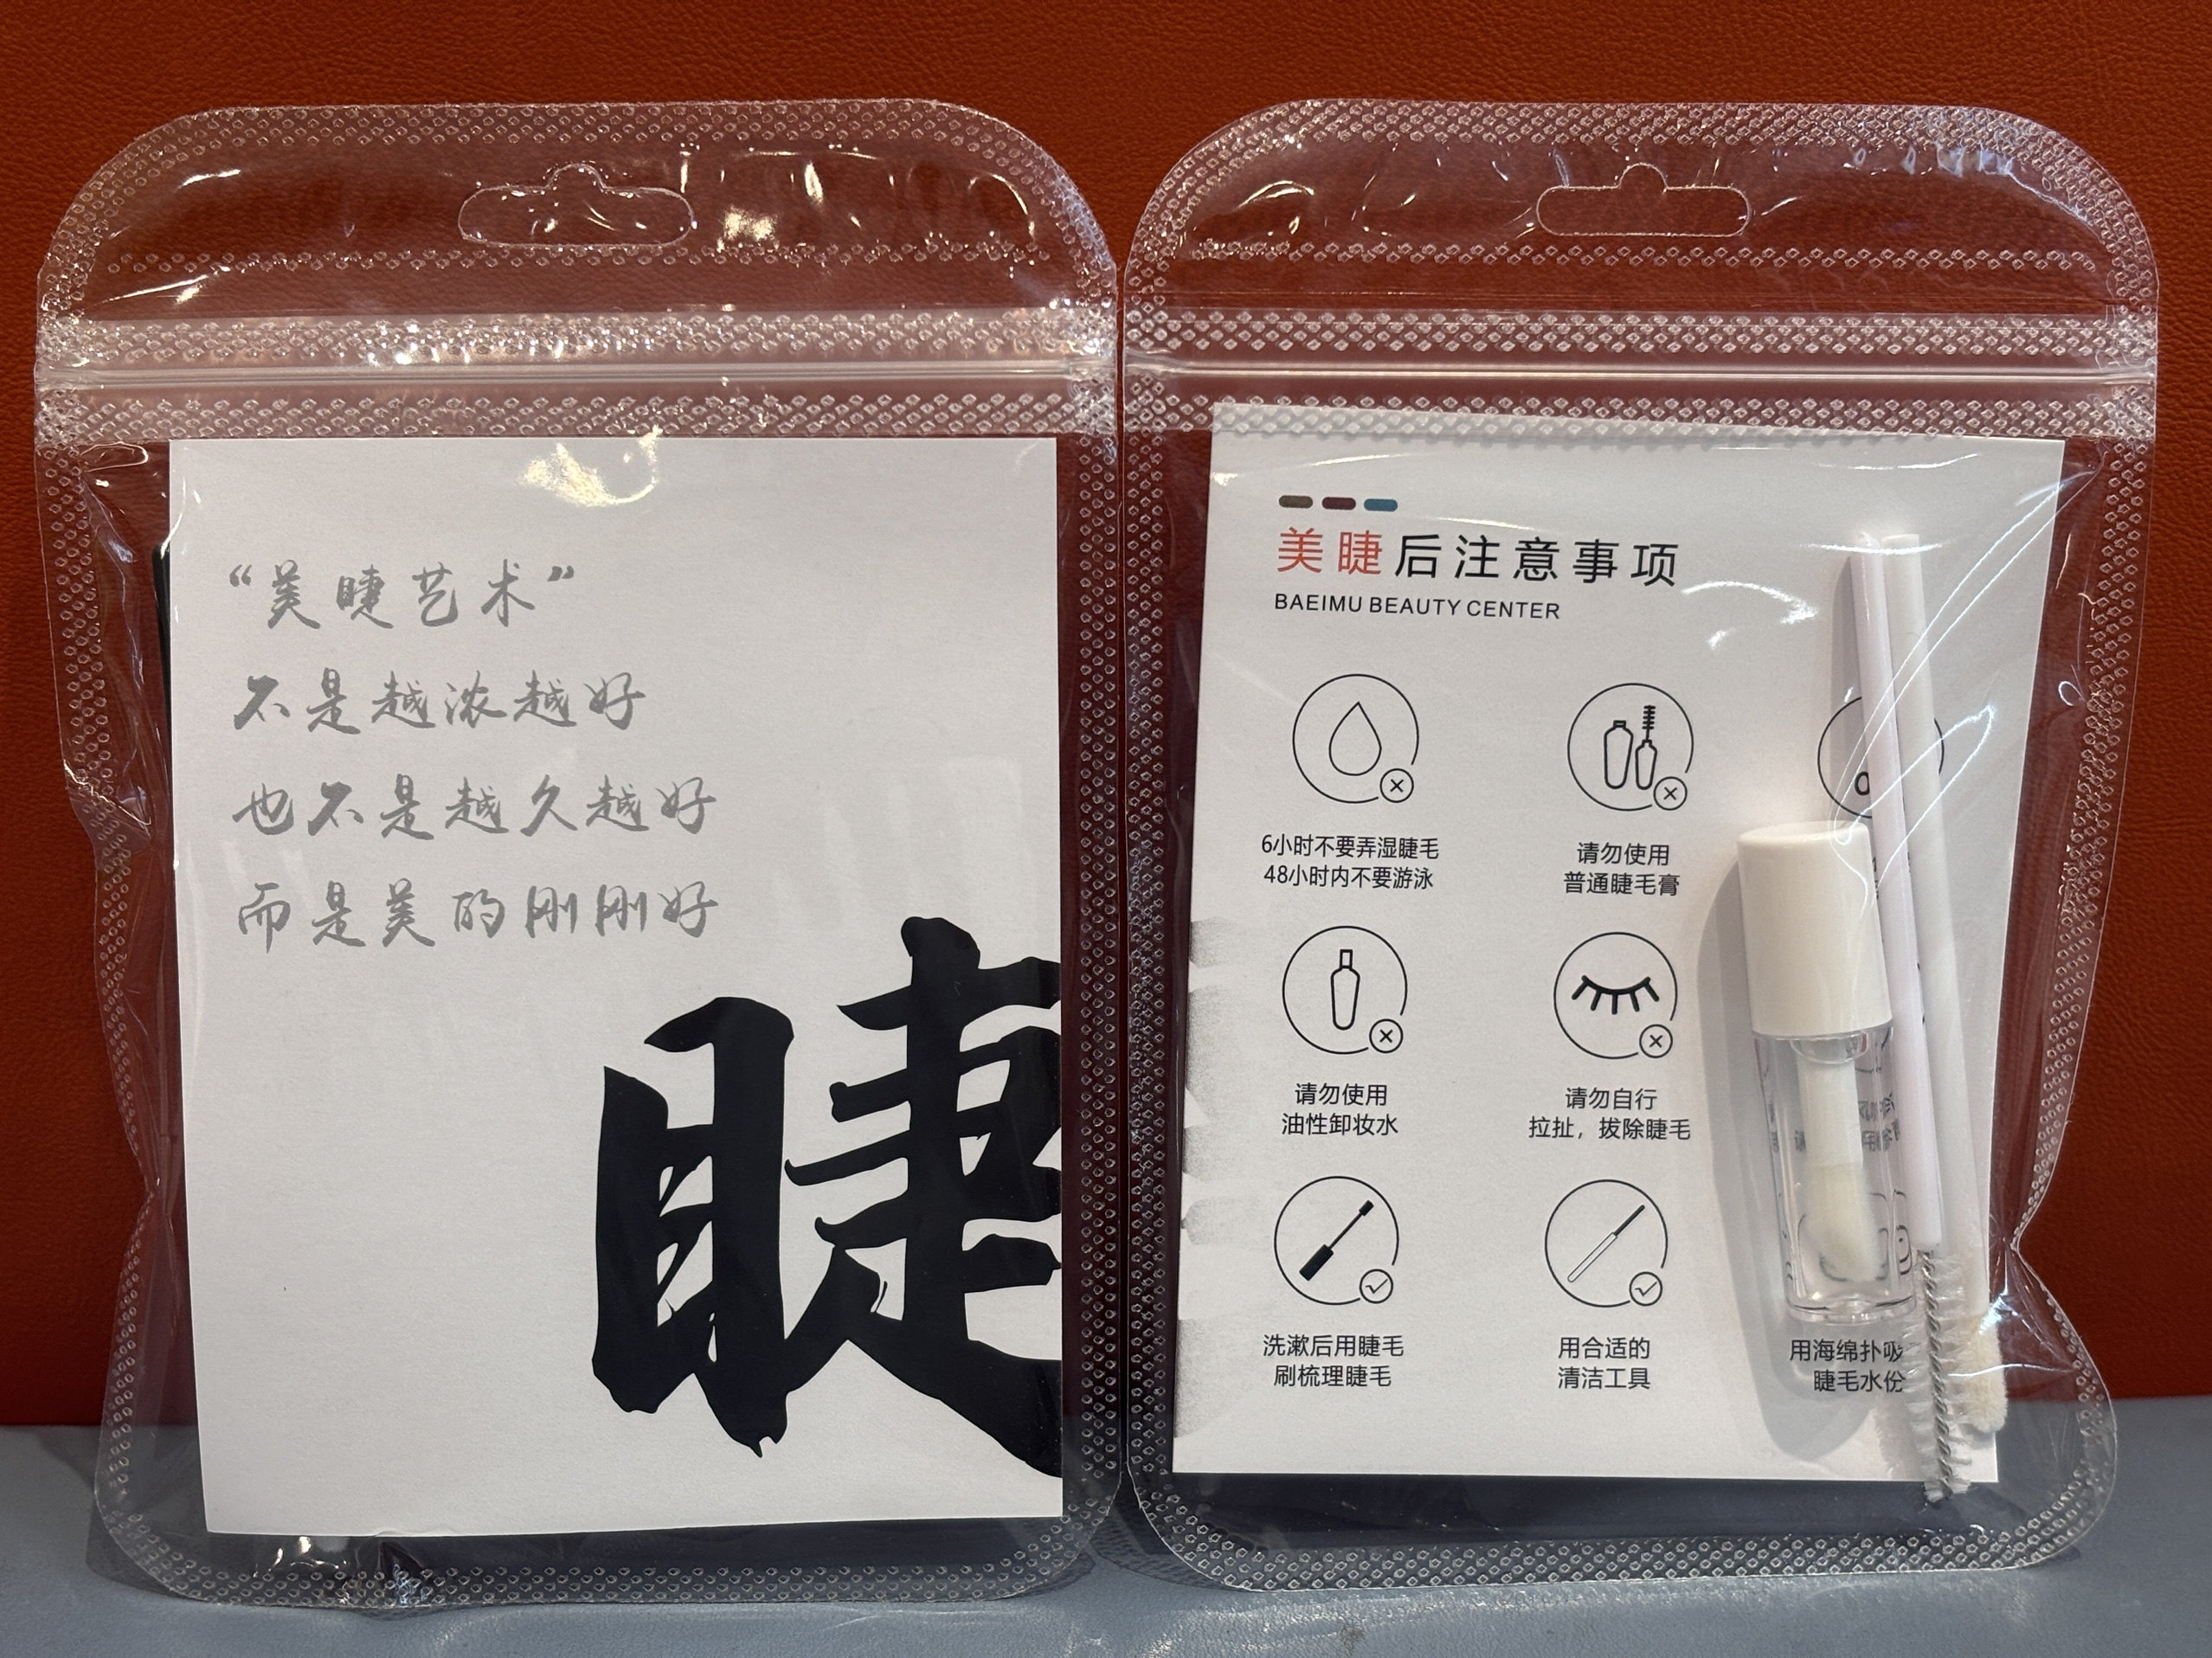 “美睫艺术”
不是越浓越好
也不是越久越好
而是美的刚刚好
睫
美睫后注意事项
BAEIMU BEAUTY CENTER
6小时不要弄湿睫毛
48小时内不要游泳
请勿使用
普通睫毛膏
请勿使用
油性卸妆水
请勿自行
拉扯，拔除睫毛
洗漱后用睫毛
刷梳理睫毛
用合适的
清洁工具
用海绵扑吸
睫毛水份